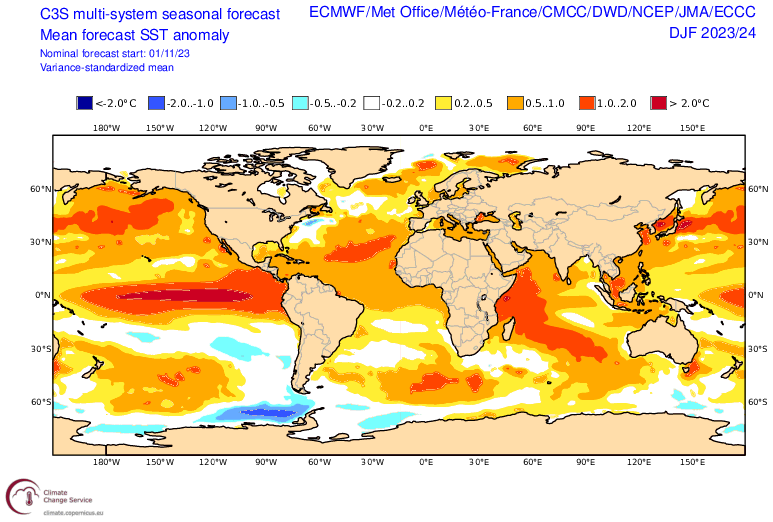 C3S multi-system seasonal forecast
ECMWF/Met Office/Météo-France/CMCC/DWD/NCEP/JMA/ECCC
Mean forecast SST anomaly
DJF 2023/24
Nominal forecast start: 01/11/23
Variance-standardized mean
<-2.0°C -2.0..-1.0 -1.0..-0.5 -0.5..-0.2 -0.2..0.2 0.2..0.5 0.5..1.0 1.0..2.0 > 2.0°C
180°W 150°W 120°W 90°W 60°W 30°W 0°E 30°E 60°E 90°E 120°E 150°E
60°N 60°N
30°N 30°N
0°N 0°N
30°S 30°S
60°S 60°S
180°W 150°W 120°W 90°W 60°W 30°W 0°E 30°E 60°E 90°E 120°E 150°E
Climate
Change Service
climate.copernicus.eu